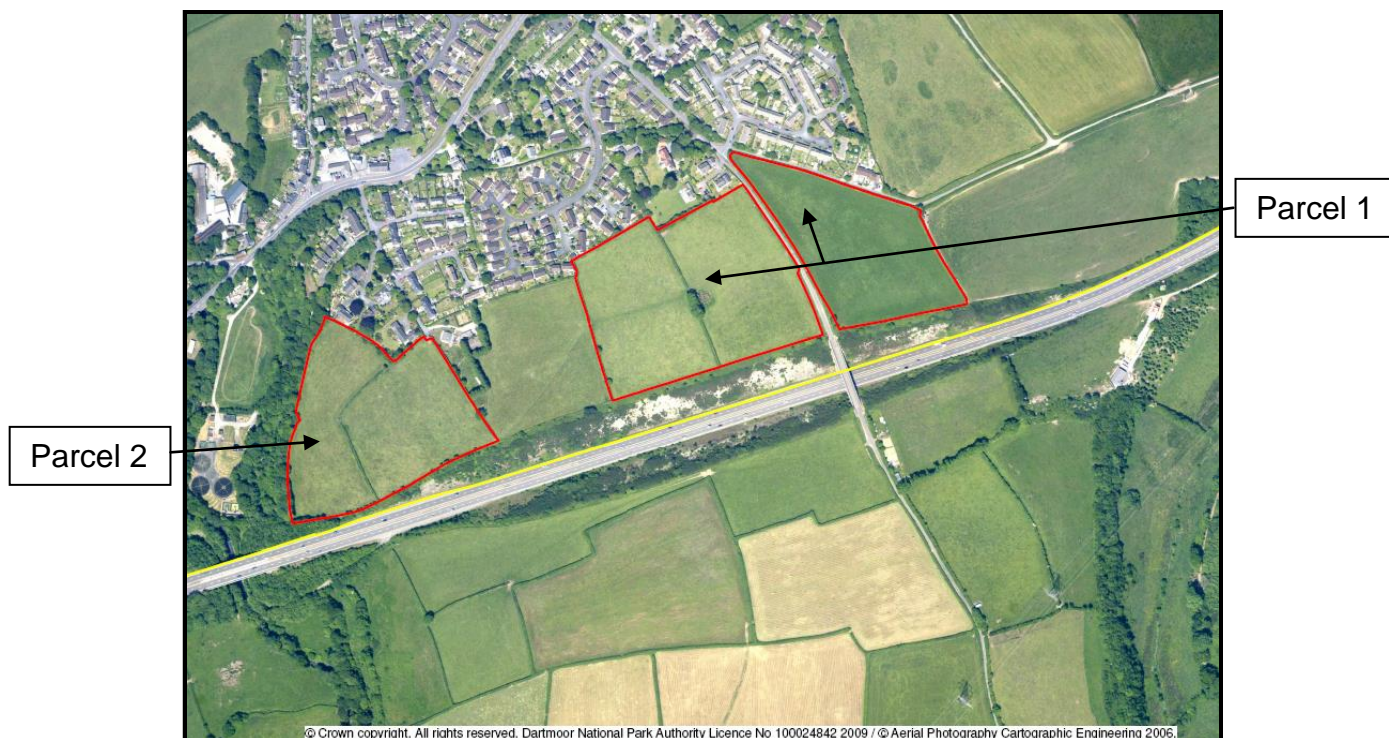 Parcel 1
Parcel 2
© Crown copyright. All rights reserved. Dartmoor National Park Authority Licence No 100024842 2009 / © Aerial Photography Cartographic Engineering 2006.